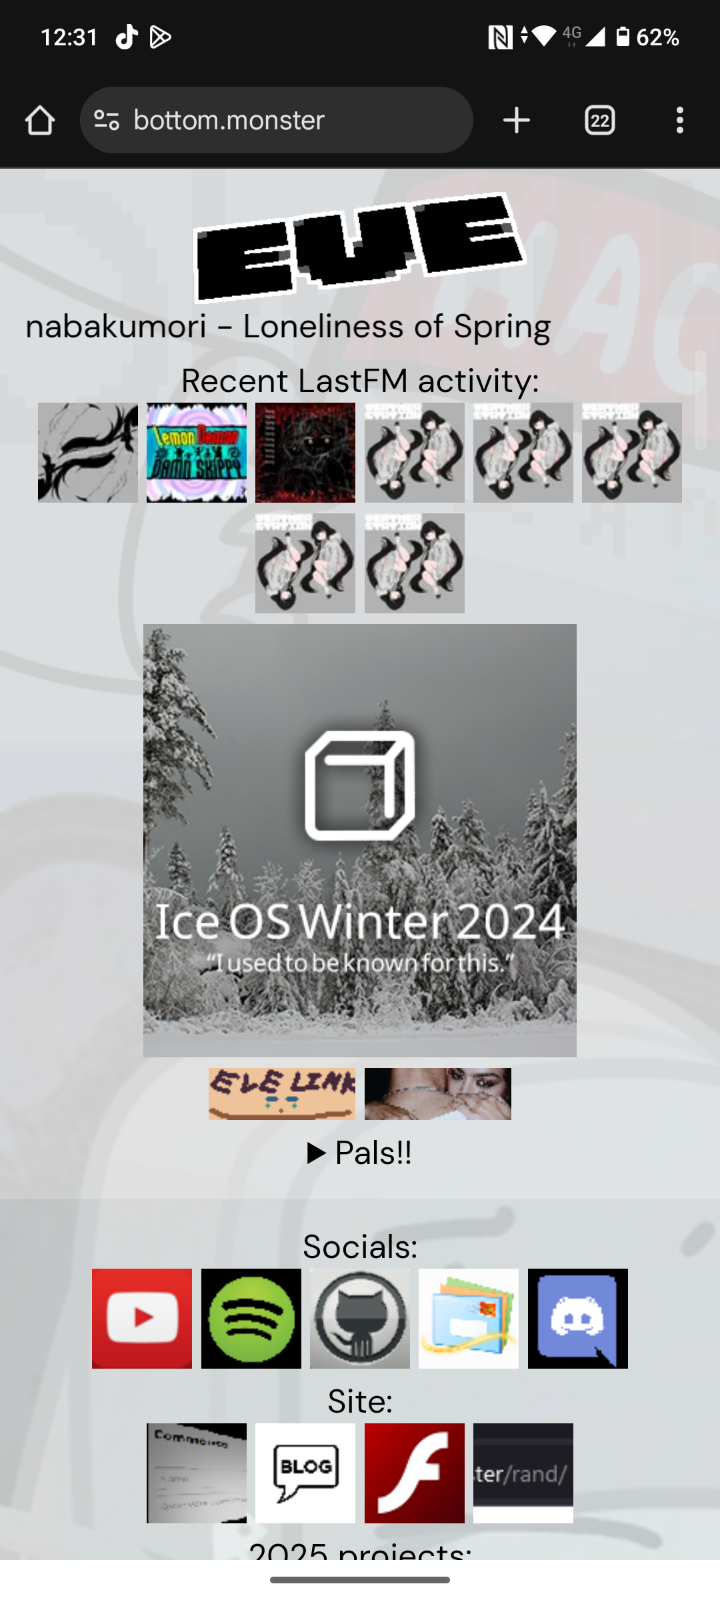 12:31
4G
62%
bottom.monster
22
EVE
nabakumori - Loneliness of Spring
Recent LastFM activity:
Lemon Demon
DAMN SKIPPY
Ice OS Winter 2024
“I used to be known for this.”
ELE LINK
▶ Pals!!
Socials:
Site:
Comments
Name
BLOG
ter/rand/
2025 projects: